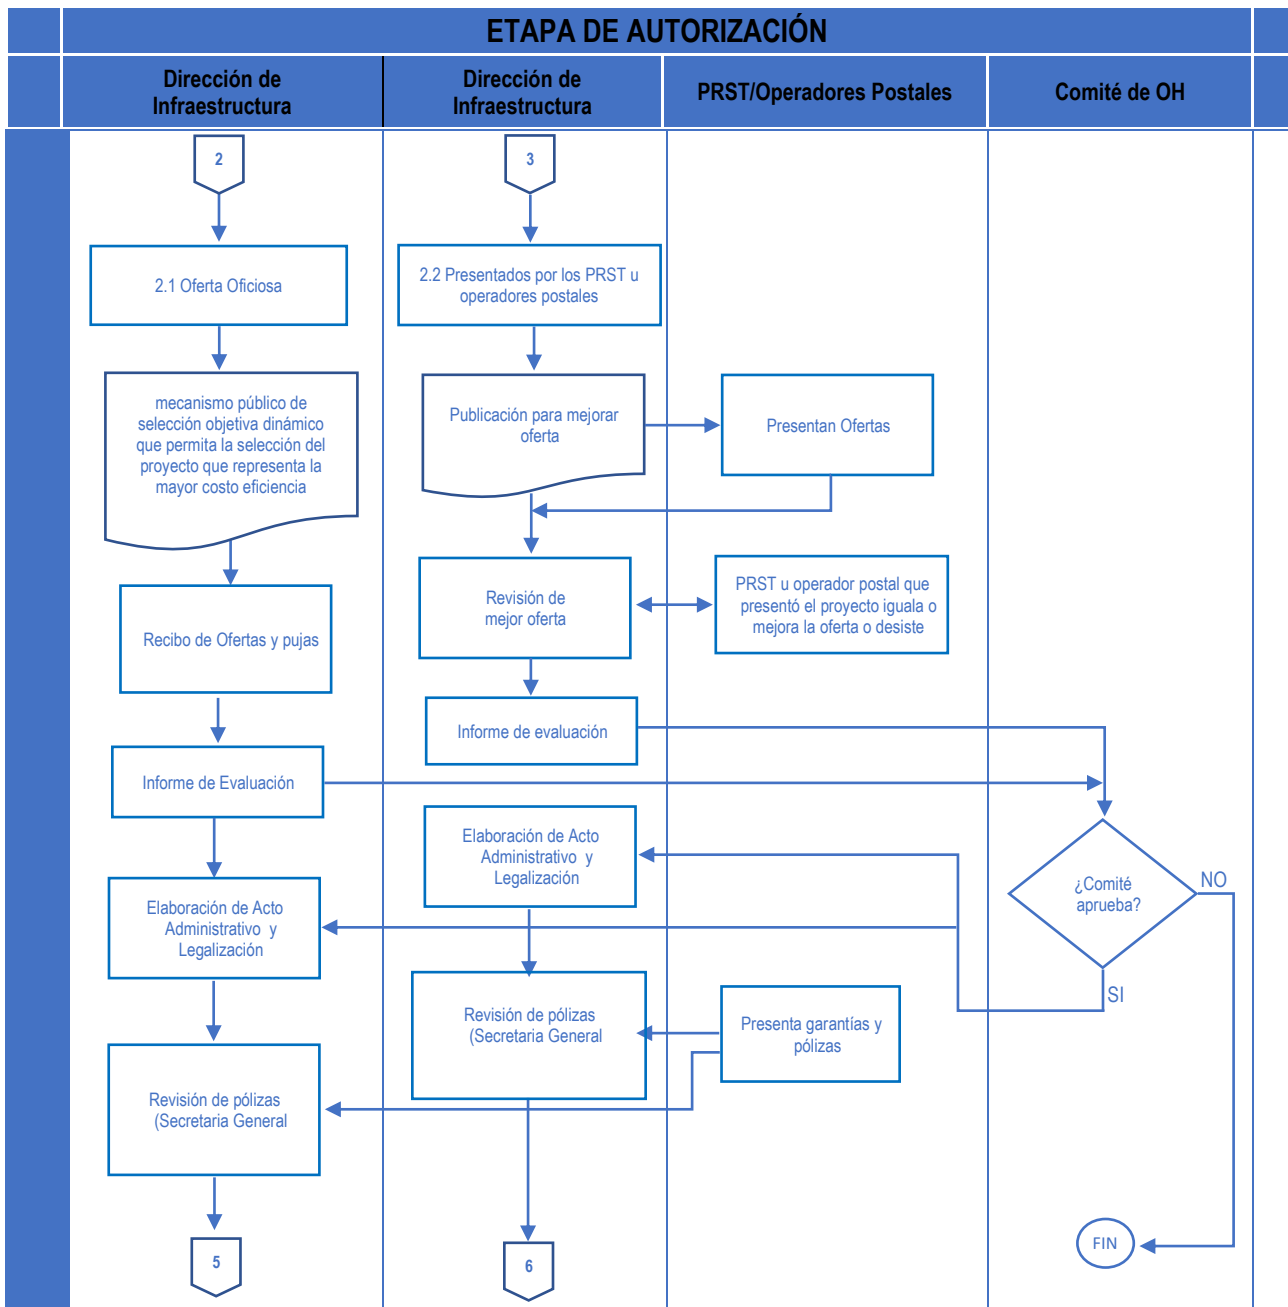 ETAPA DE AUTORIZACIÓN
Dirección de
Infraestructura
Dirección de
Infraestructura
PRST/Operadores Postales
Comité de OH
2
3
2.1 Oferta Oficiosa
2.2 Presentados por los PRST u
operadores postales
mecanismo público de
selección objetiva dinámico
que permita la selección del
proyecto que representa la
mayor costo eficiencia
Publicación para mejorar
oferta
Presentan Ofertas
Recibo de Ofertas y pujas
Revisión de
mejor oferta
PRST u operador postal que
presentó el proyecto iguala o
mejora la oferta o desiste
Informe de evaluación
Informe de Evaluación
Elaboración de Acto
Administrativo y
Legalización
¿Comité
aprueba?
NO
SI
Elaboración de Acto
Administrativo y
Legalización
Revisión de pólizas
(Secretaria General
Presenta garantías y
pólizas
Revisión de pólizas
(Secretaria General
5
6
FIN